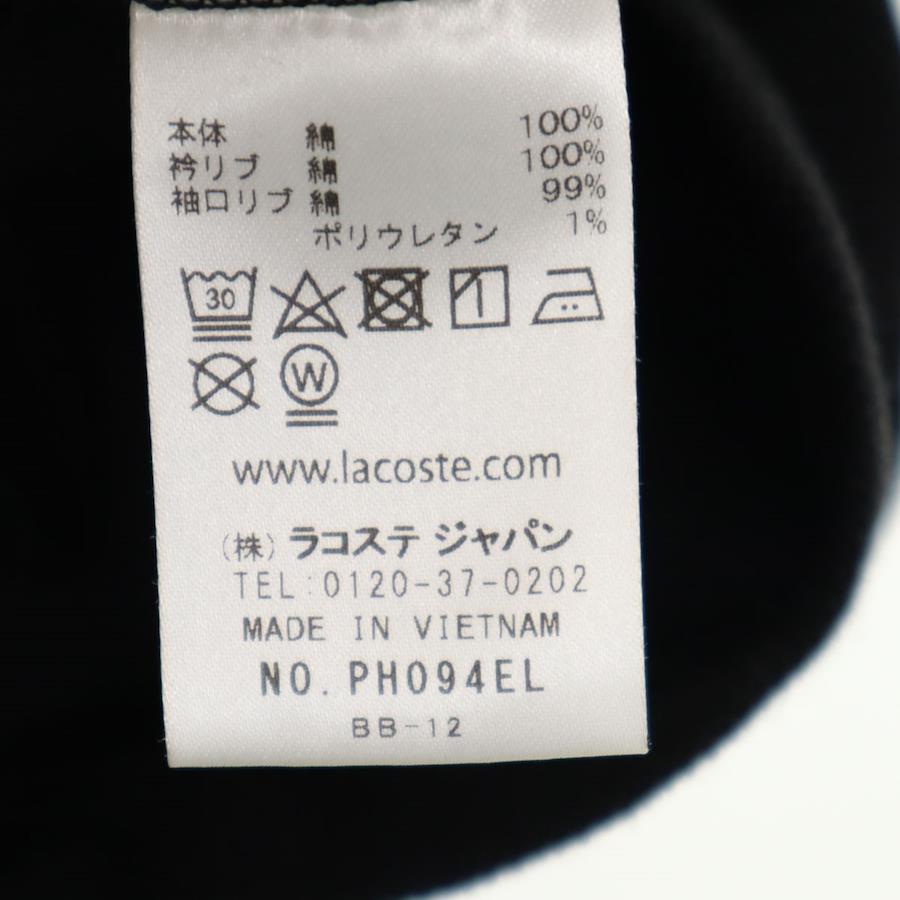 本体 綿 100%
衿リブ 綿 100%
袖口リブ 綿 99%
ポリウレタン 1%
30
W
www.lacoste.com
(株) ラコステ ジャパン
TEL:0120-37-0202
MADE IN VIETNAM
NO. PH094EL
BB-12